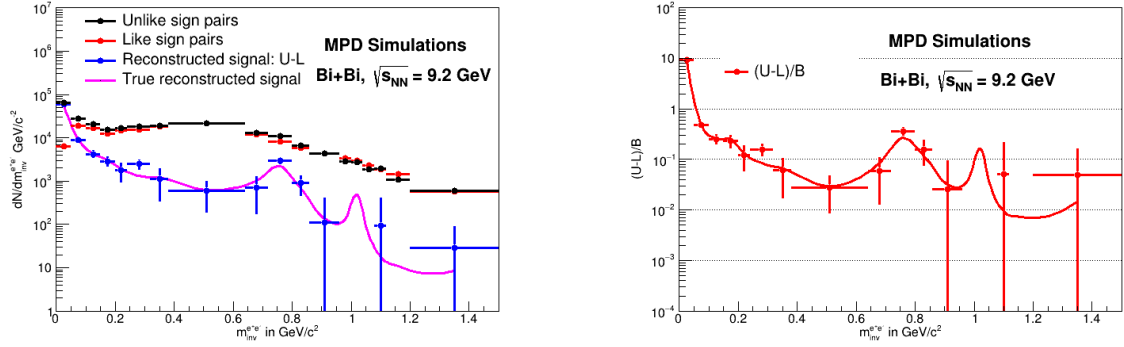 Unlike sign pairs
Like sign pairs
Reconstructed signal: U-L
True reconstructed signal
MPD Simulations
Bi+Bi, √sNN = 9.2 GeV
dN/dm inv e+e- GeV/c²
10⁷
10⁶
10⁵
10⁴
10³
10²
10
1
0 0.2 0.4 0.6 0.8 1 1.2 1.4
m inv e+e- in GeV/c²
(U-L)/B
MPD Simulations
Bi+Bi, √sNN = 9.2 GeV
(U-L)/B
10²
10
1
10⁻¹
10⁻²
10⁻³
10⁻⁴
0 0.2 0.4 0.6 0.8 1 1.2 1.4
m inv e+e- in GeV/c²